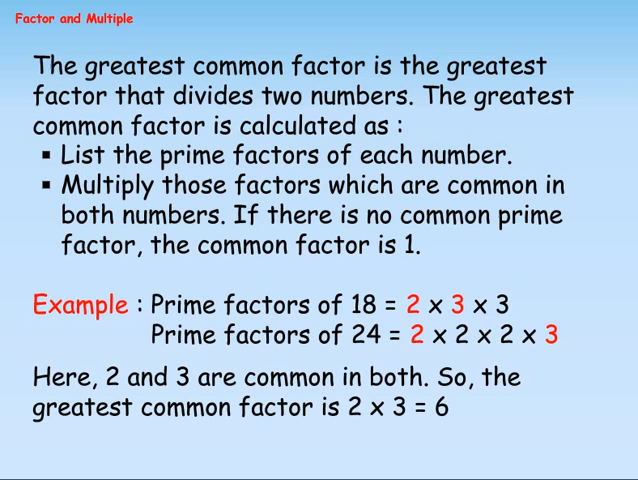 Factor and Multiple
The greatest common factor is the greatest
factor that divides two numbers. The greatest
common factor is calculated as :
▪ List the prime factors of each number.
▪ Multiply those factors which are common in
both numbers. If there is no common prime
factor, the common factor is 1.
Example : Prime factors of 18 = 2 x 3 x 3
Prime factors of 24 = 2 x 2 x 2 x 3
Here, 2 and 3 are common in both. So, the
greatest common factor is 2 x 3 = 6